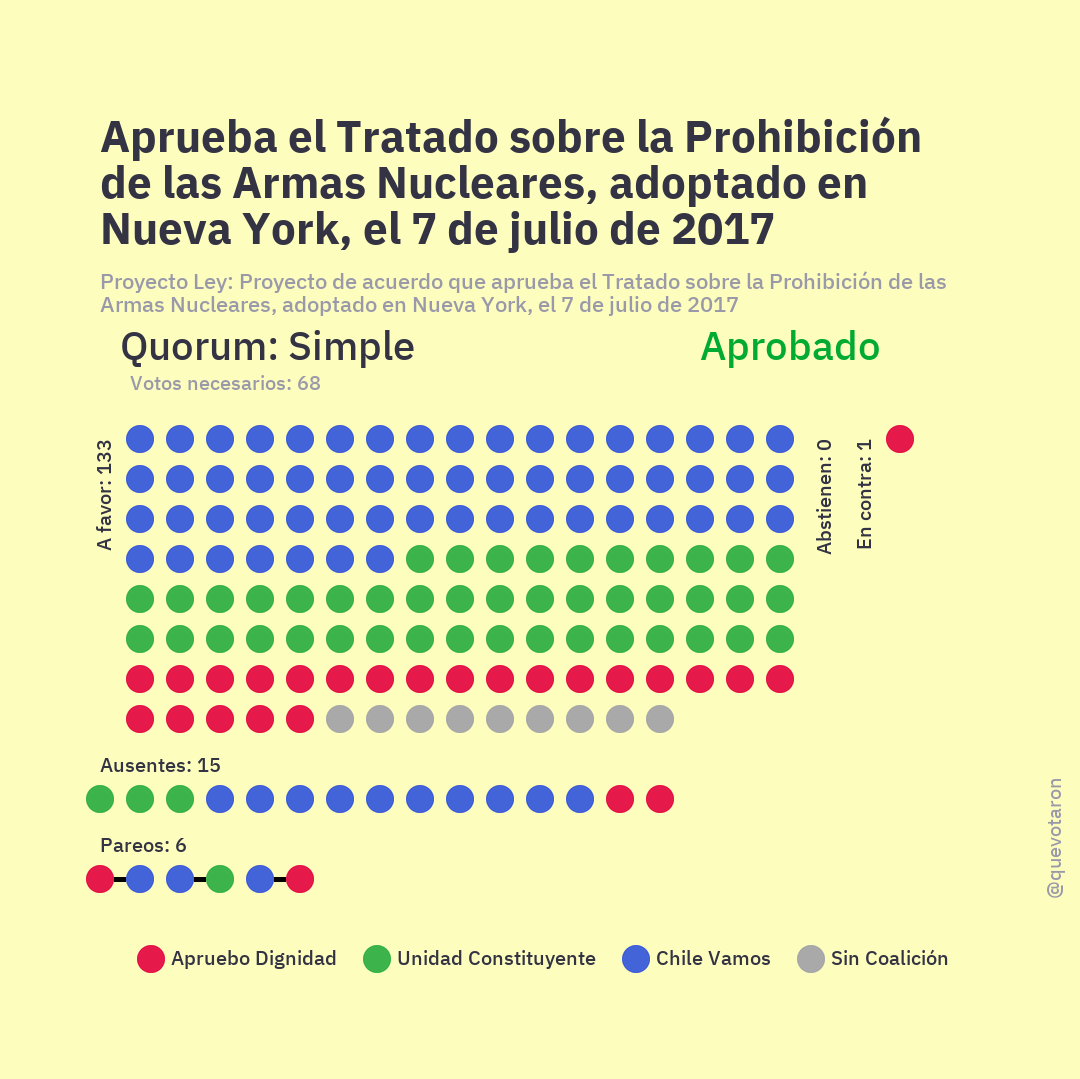 Aprueba el Tratado sobre la Prohibición
de las Armas Nucleares, adoptado en
Nueva York, el 7 de julio de 2017
Proyecto Ley: Proyecto de acuerdo que aprueba el Tratado sobre la Prohibición de las
Armas Nucleares, adoptado en Nueva York, el 7 de julio de 2017
Quorum: Simple
Aprobado
Votos necesarios: 68
A favor: 133
Abstienen: 0
En contra: 1
Ausentes: 15
Pareos: 6
@quevotaron
Apruebo Dignidad
Unidad Constituyente
Chile Vamos
Sin Coalición